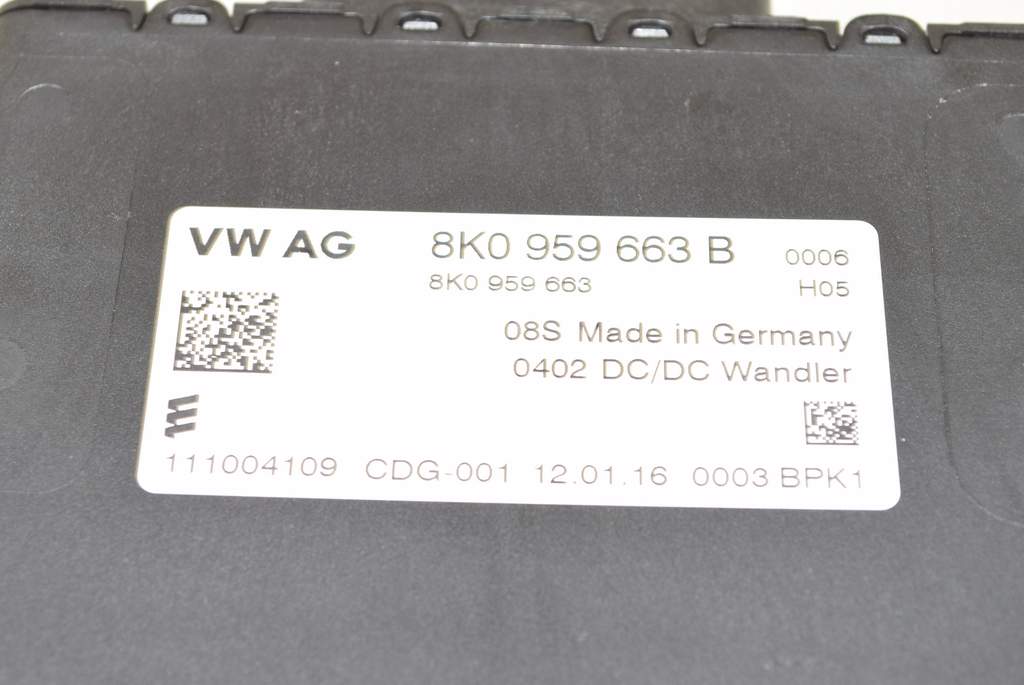 VW AG 8K0 959 663 B 0006
8K0 959 663 H05
08S Made in Germany
0402 DC/DC Wandler
111004109 CDG-001 12.01.16 0003 BPK1